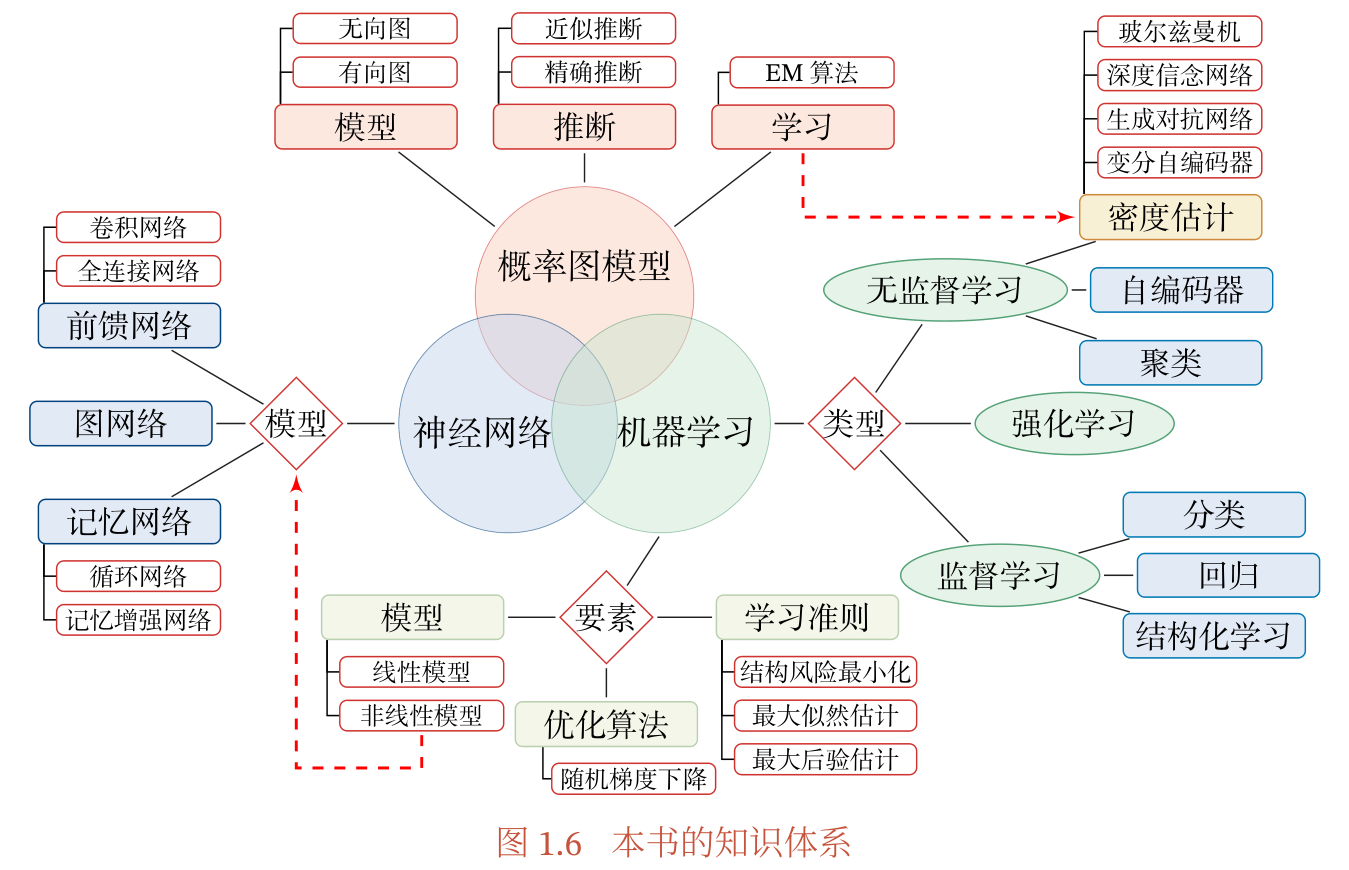 无向图
有向图
模型
近似推断
精确推断
推断
EM 算法
学习
玻尔兹曼机
深度信念网络
生成对抗网络
变分自编码器
密度估计
概率图模型
神经网络
机器学习
卷积网络
全连接网络
前馈网络
图网络
记忆网络
循环网络
记忆增强网络
模型
类型
无监督学习
自编码器
聚类
强化学习
监督学习
分类
回归
结构化学习
要素
模型
线性模型
非线性模型
优化算法
随机梯度下降
学习准则
结构风险最小化
最大似然估计
最大后验估计
图 1.6 本书的知识体系